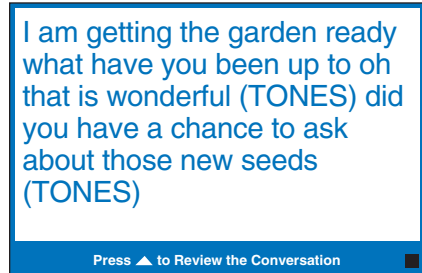 I am getting the garden ready
what have you been up to oh
that is wonderful (TONES) did
you have a chance to ask
about those new seeds
(TONES)
Press ▲ to Review the Conversation